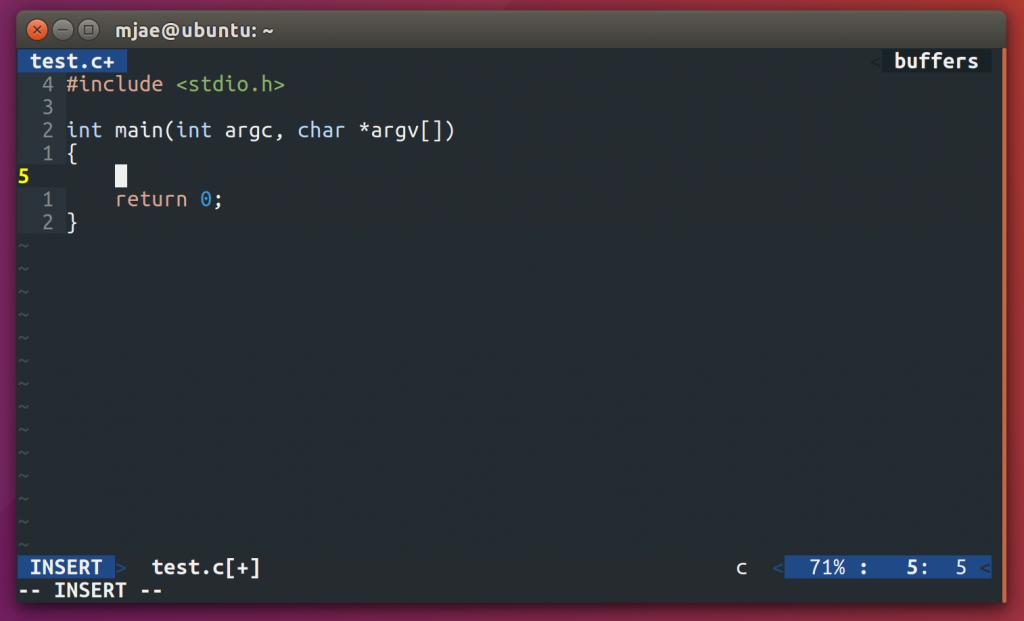 mjae@ubuntu: ~
test.c+ < buffers
4 #include <stdio.h>
3
2 int main(int argc, char *argv[])
1 {
5
1 return 0;
2 }
~
~
~
~
~
~
~
~
~
~
~
~
~
~
INSERT > test.c[+] c < 71% : 5: 5 <
-- INSERT --